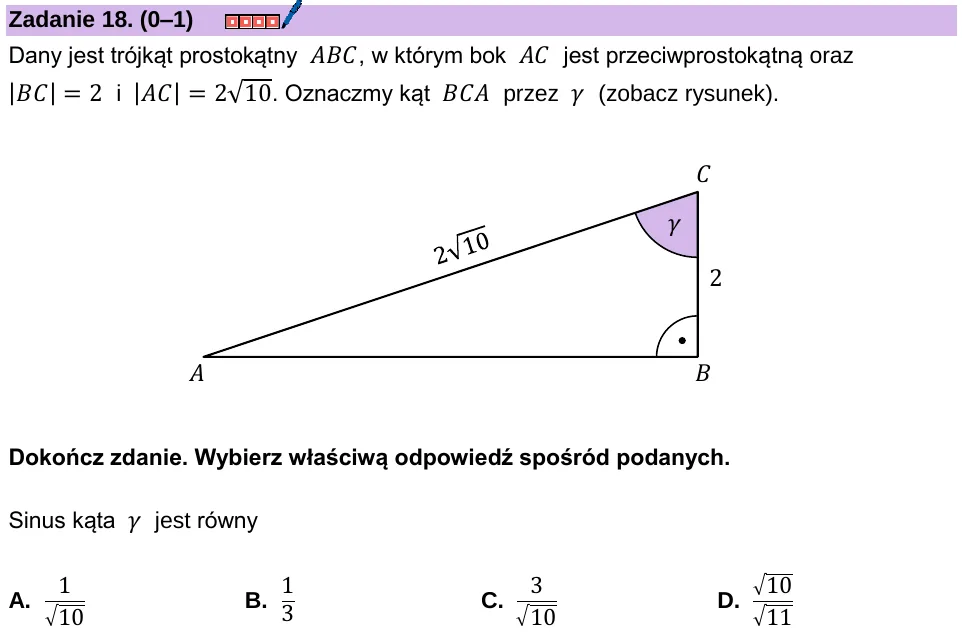 Zadanie 18. (0–1)
Dany jest trójkąt prostokątny ABC, w którym bok AC jest przeciwprostokątną oraz
|BC| = 2 i |AC| = 2√10. Oznaczmy kąt BCA przez γ (zobacz rysunek).
C
γ
2√10
2
A
B
Dokończ zdanie. Wybierz właściwą odpowiedź spośród podanych.
Sinus kąta γ jest równy
A. 1/√10 B. 1/3 C. 3/√10 D. √10/√11